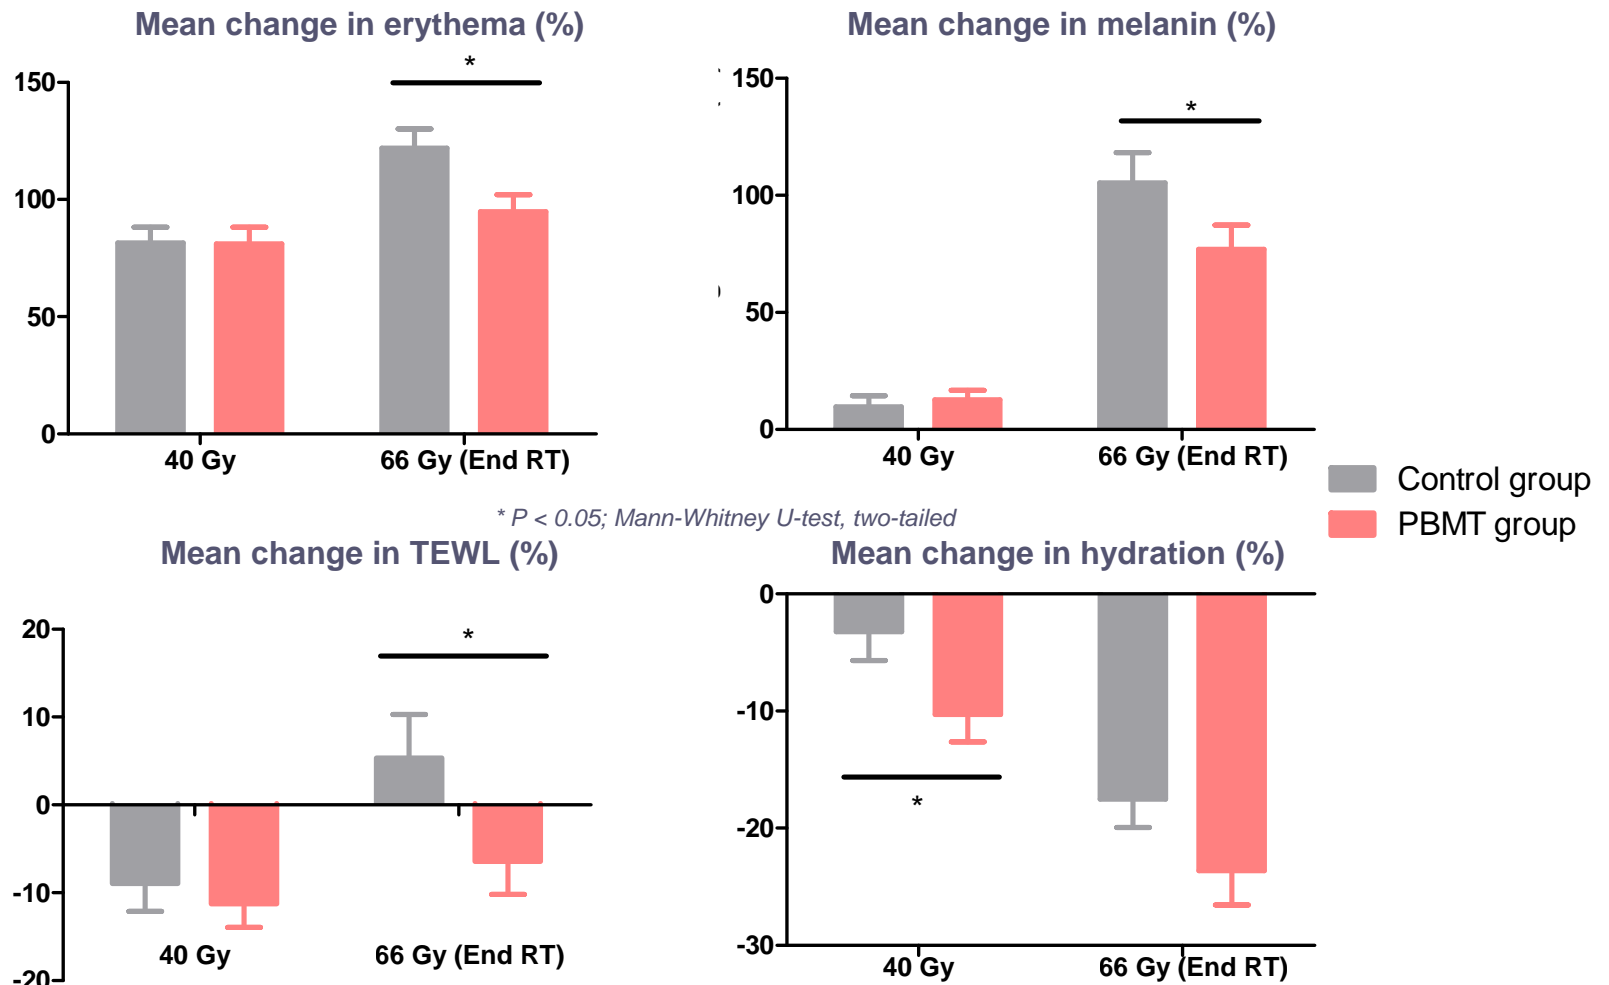 Mean change in erythema (%)
Mean change in melanin (%)
*
150
100
50
0
40 Gy
66 Gy (End RT)
*
150
100
50
0
40 Gy
66 Gy (End RT)
Control group
PBMT group
* P < 0.05; Mann-Whitney U-test, two-tailed
Mean change in TEWL (%)
Mean change in hydration (%)
*
20
10
0
-10
-20
40 Gy
66 Gy (End RT)
0
-10
-20
-30
*
40 Gy
66 Gy (End RT)